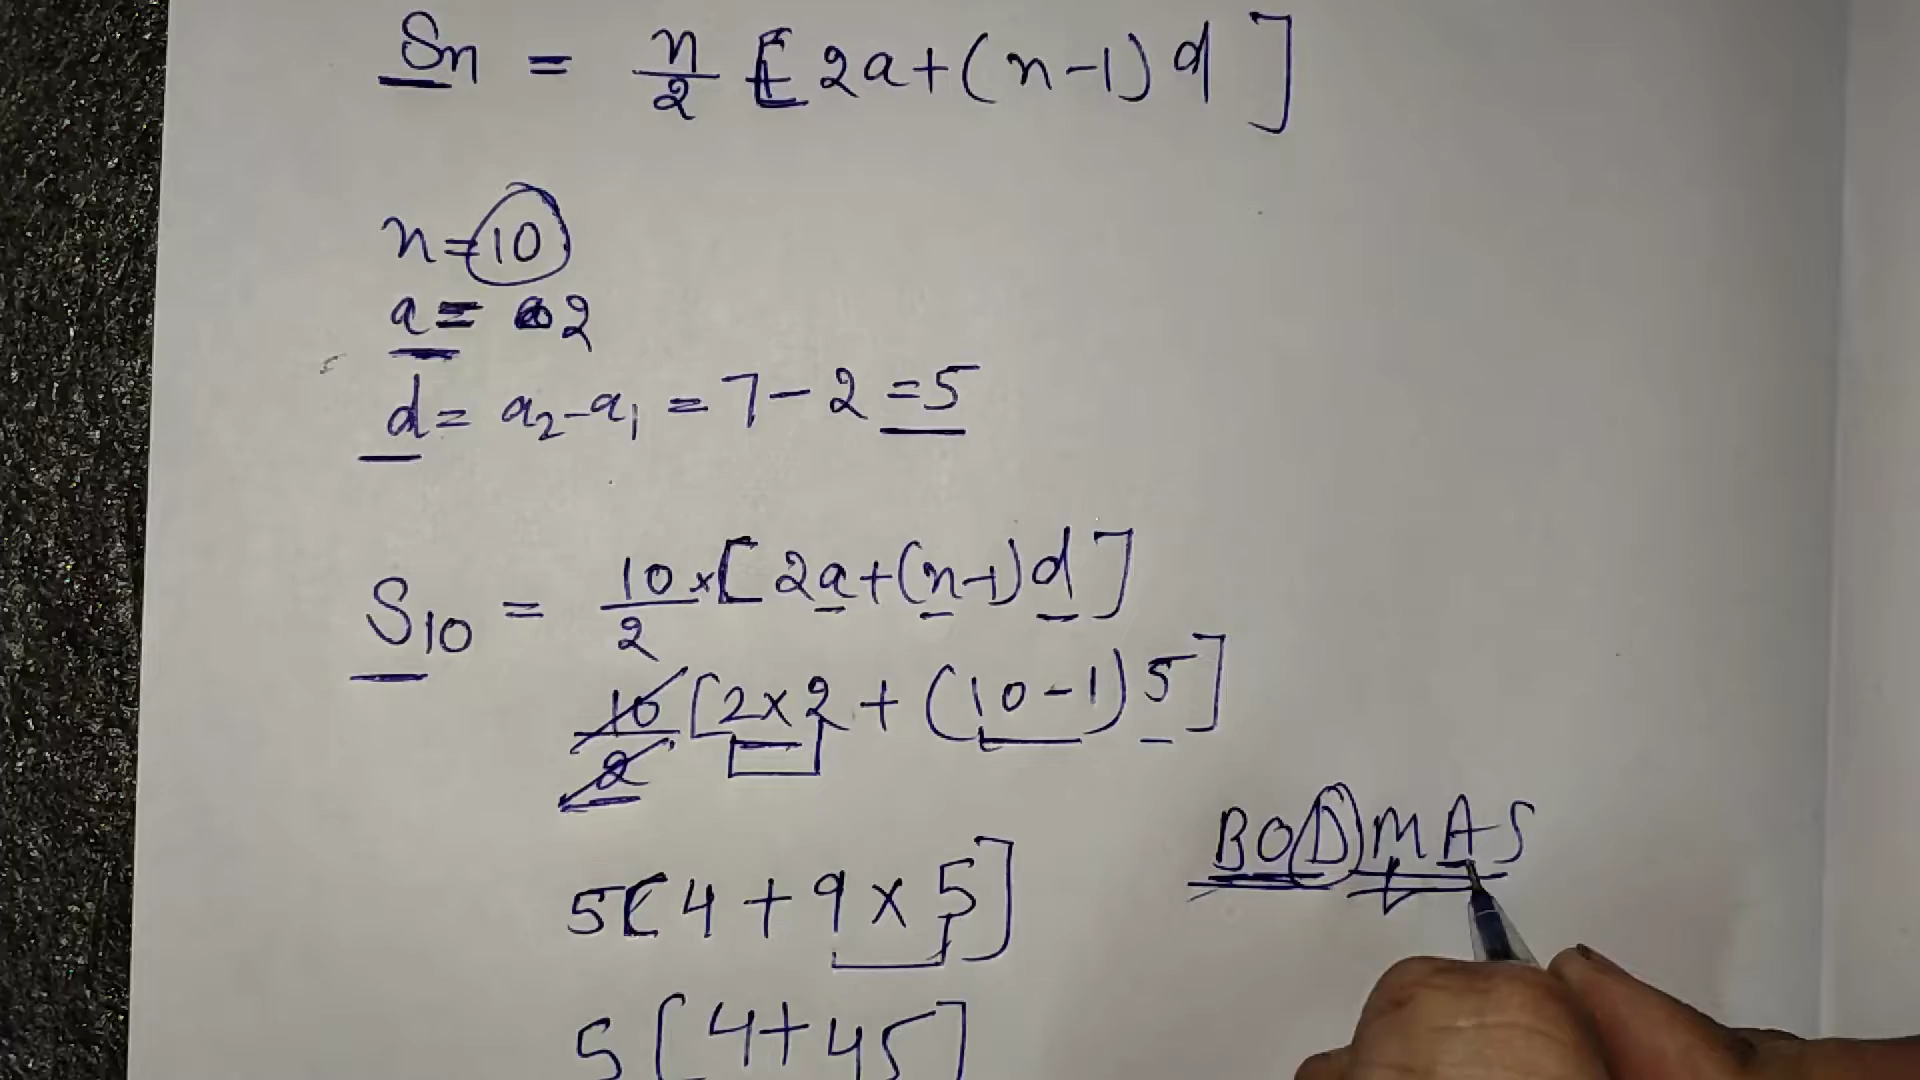 Sn = n/2 [2a+(n-1)d]
n=10
a= 2
d= a₂-a₁ = 7-2 =5
S₁₀ = 10/2×[2a+(n-1)d]
10/2 [2×2+(10-1)5]
BODMAS
5[4+9×5]
5[4+45]